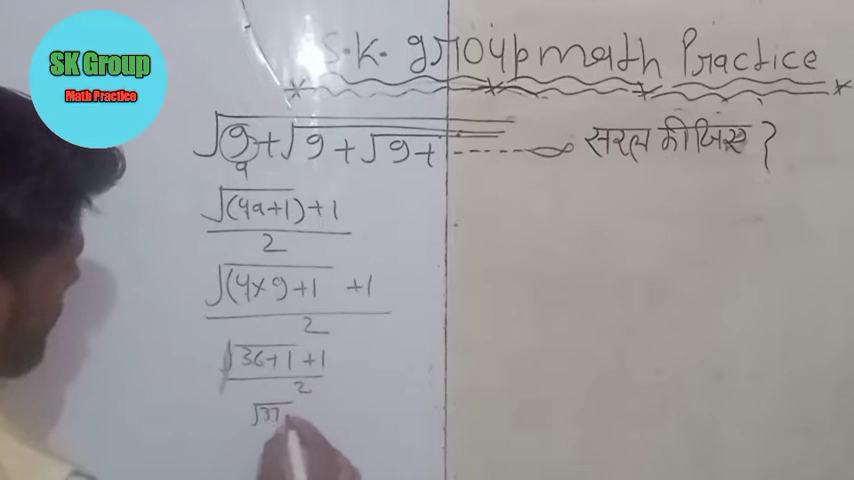 SK Group
Math Practice
S.K. group math Practice
√9+√9+√9+-----∞ सरल कीजिए ?
a
√(4a+1)+1
2
√(4×9+1 +1
2
√36+1+1
2
√37